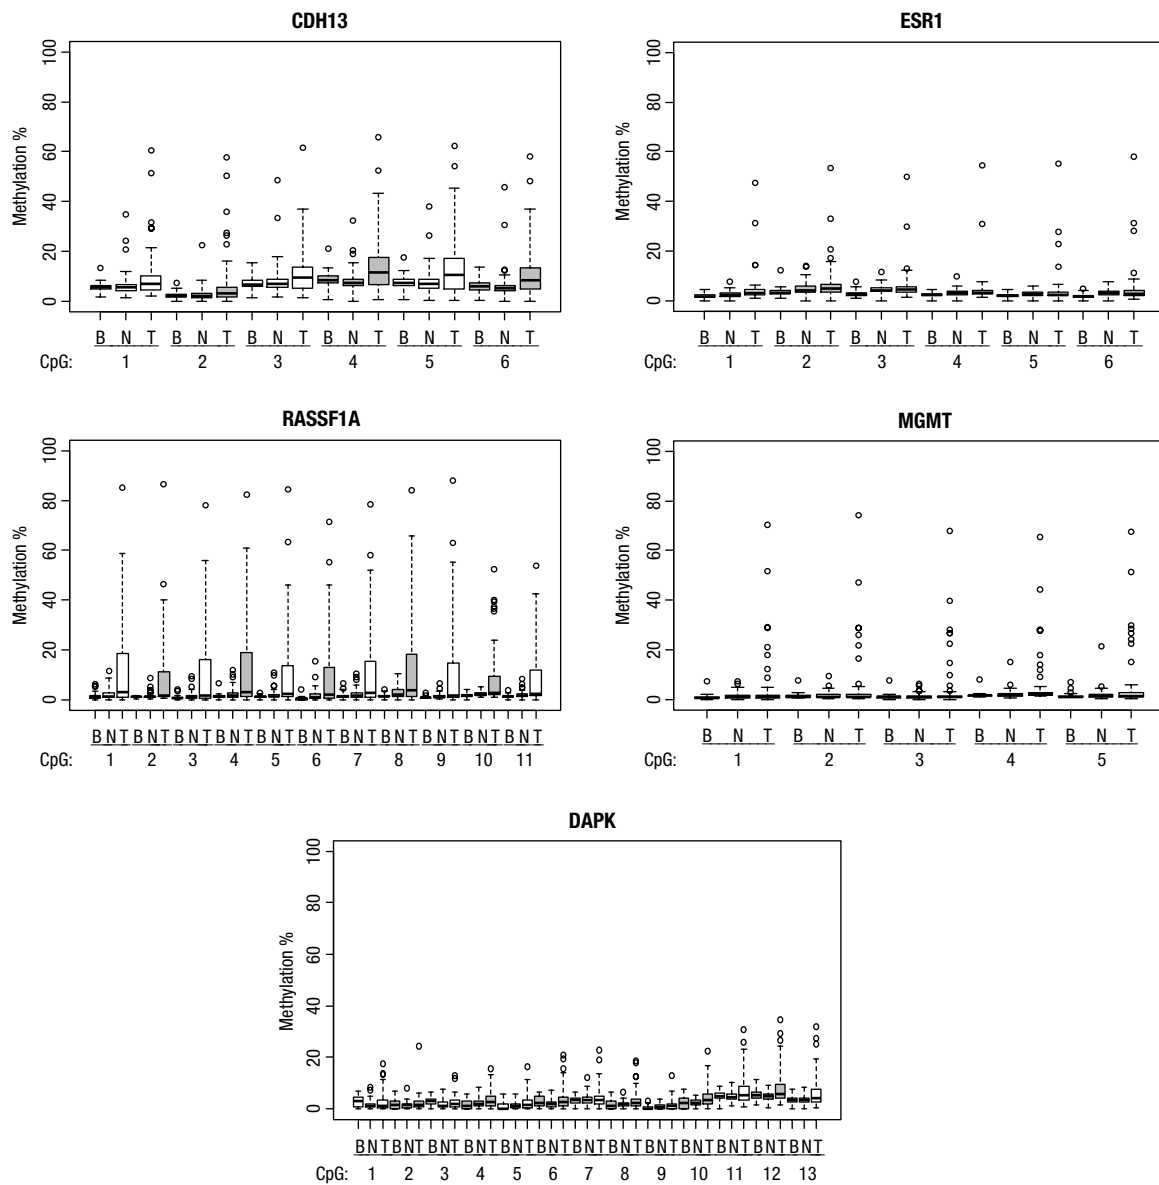 CDH13
Methylation %
100
80
60
40
20
0
B N T B N T B N T B N T B N T B N T
CpG: 1 2 3 4 5 6
ESR1
Methylation %
100
80
60
40
20
0
B N T B N T B N T B N T B N T B N T
CpG: 1 2 3 4 5 6
RASSF1A
Methylation %
100
80
60
40
20
0
B N T B N T B N T B N T B N T B N T B N T B N T B N T B N T B N T
CpG: 1 2 3 4 5 6 7 8 9 10 11
MGMT
Methylation %
100
80
60
40
20
0
B N T B N T B N T B N T B N T
CpG: 1 2 3 4 5
DAPK
Methylation %
100
80
60
40
20
0
B N T B N T B N T B N T B N T B N T B N T B N T B N T B N T B N T B N T B N T
CpG: 1 2 3 4 5 6 7 8 9 10 11 12 13